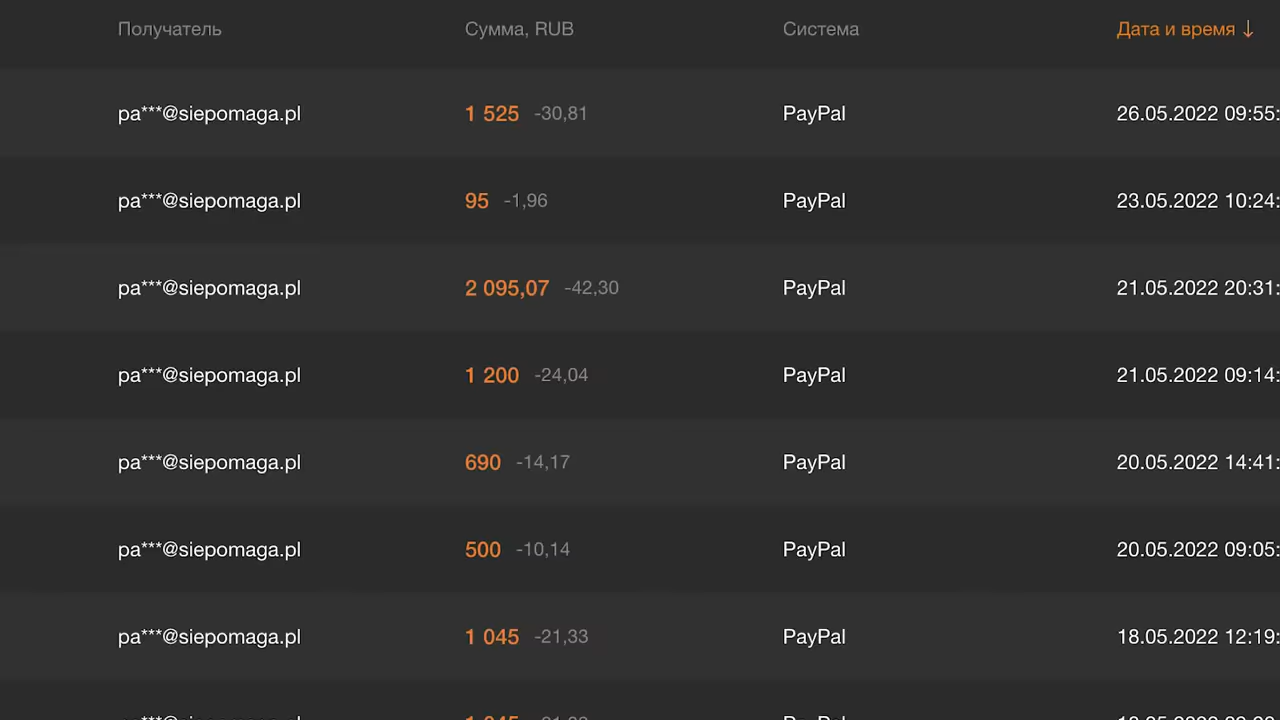 Получатель Сумма, RUB Система Дата и время ↓
pa***@siepomaga.pl 1 525 -30,81 PayPal 26.05.2022 09:55:
pa***@siepomaga.pl 95 -1,96 PayPal 23.05.2022 10:24:
pa***@siepomaga.pl 2 095,07 -42,30 PayPal 21.05.2022 20:31:
pa***@siepomaga.pl 1 200 -24,04 PayPal 21.05.2022 09:14:
pa***@siepomaga.pl 690 -14,17 PayPal 20.05.2022 14:41:
pa***@siepomaga.pl 500 -10,14 PayPal 20.05.2022 09:05:
pa***@siepomaga.pl 1 045 -21,33 PayPal 18.05.2022 12:19: